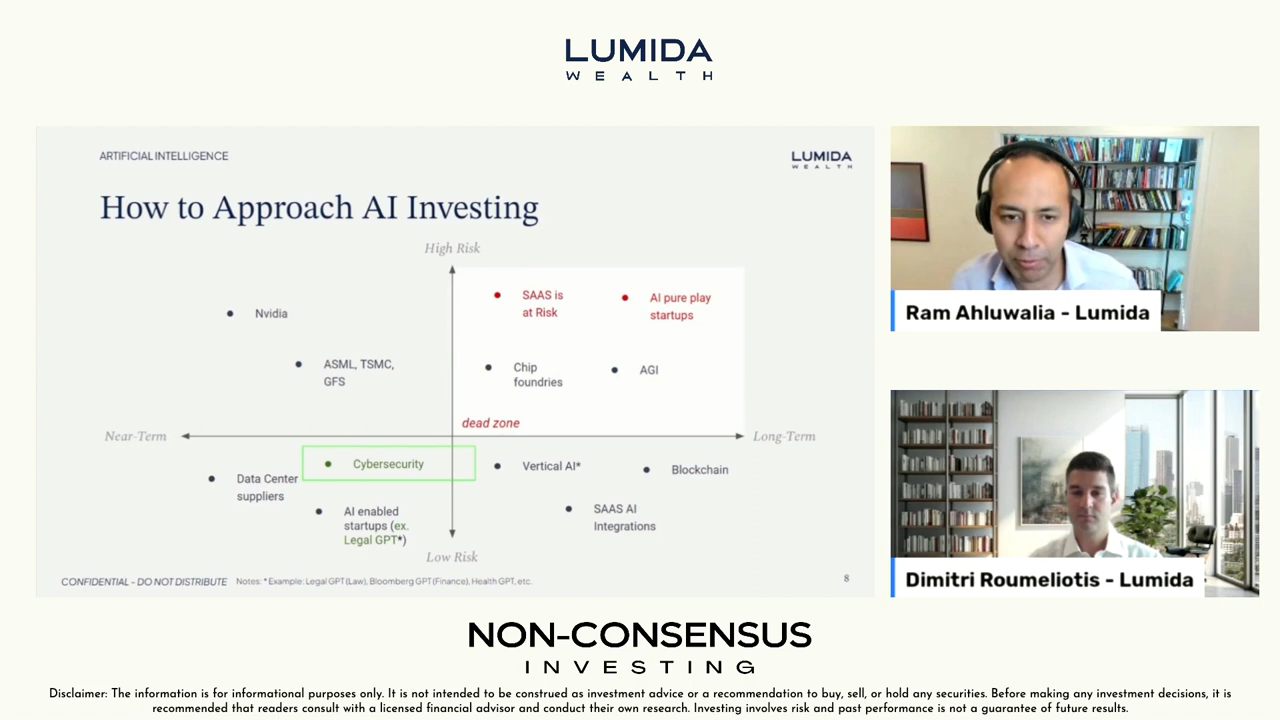 LUMIDA
WEALTH
ARTIFICIAL INTELLIGENCE
LUMIDA
WEALTH
How to Approach AI Investing
High Risk
SAAS is
at Risk
AI pure play
startups
Nvidia
ASML, TSMC,
GFS
Chip
foundries
AGI
dead zone
Near-Term
Long-Term
Cybersecurity
Vertical AI*
Blockchain
Data Center
suppliers
AI enabled
startups (ex.
Legal GPT*)
SAAS AI
Integrations
Low Risk
CONFIDENTIAL - DO NOT DISTRIBUTE Notes: * Example: Legal GPT (Law), Bloomberg GPT (Finance), Health GPT, etc.
8
Ram Ahluwalia - Lumida
Dimitri Roumeliotis - Lumida
NON-CONSENSUS
INVESTING
Disclaimer: The information is for informational purposes only. It is not intended to be construed as investment advice or a recommendation to buy, sell, or hold any securities. Before making any investment decisions, it is
recommended that readers consult with a licensed financial advisor and conduct their own research. Investing involves risk and past performance is not a guarantee of future results.